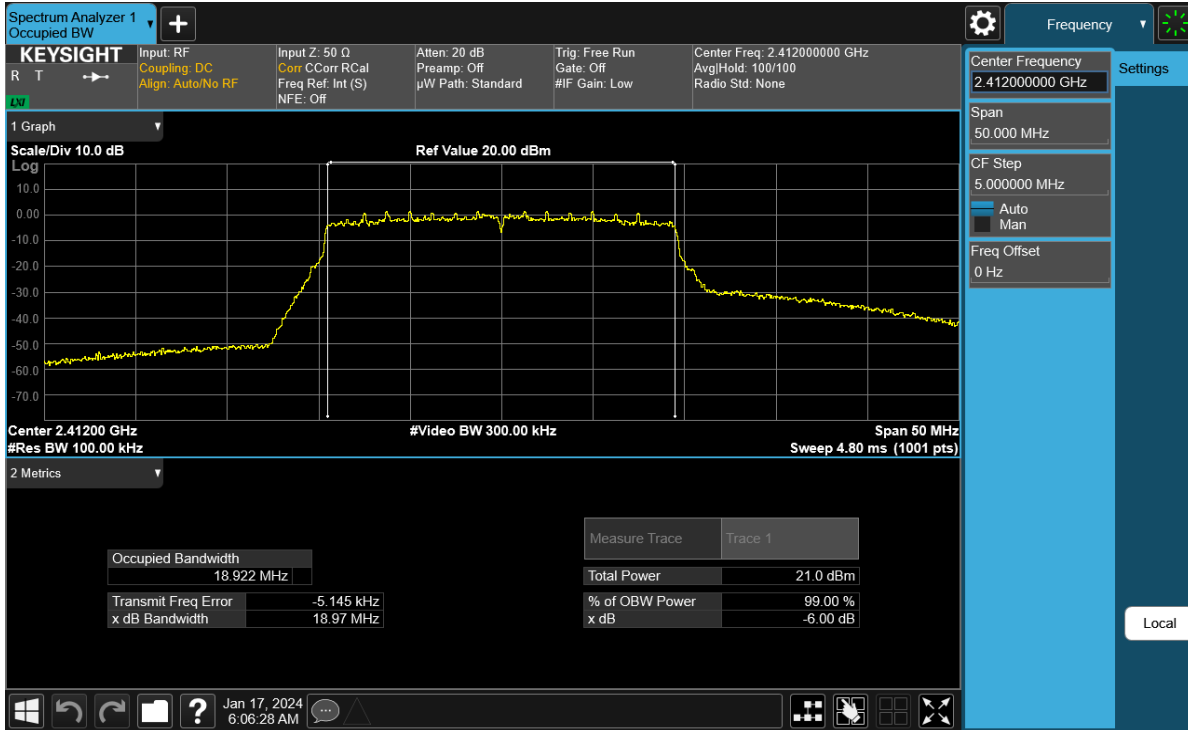 Spectrum Analyzer 1
Occupied BW
Frequency
KEYSIGHT
R T
LXI
Input: RF
Coupling: DC
Align: Auto/No RF
Input Z: 50 Ω
Corr CCorr RCal
Freq Ref: Int (S)
NFE: Off
Atten: 20 dB
Preamp: Off
µW Path: Standard
Trig: Free Run
Gate: Off
#IF Gain: Low
Center Freq: 2.412000000 GHz
Avg|Hold: 100/100
Radio Std: None
Center Frequency
2.412000000 GHz
Settings
Span
50.000 MHz
CF Step
5.000000 MHz
Auto
Man
Freq Offset
0 Hz
Local
1 Graph
Scale/Div 10.0 dB
Ref Value 20.00 dBm
Log
10.0
0.00
-10.0
-20.0
-30.0
-40.0
-50.0
-60.0
-70.0
Center 2.41200 GHz
#Video BW 300.00 kHz
Span 50 MHz
#Res BW 100.00 kHz
Sweep 4.80 ms (1001 pts)
2 Metrics
Measure Trace
Trace 1
Occupied Bandwidth
18.922 MHz
Total Power
21.0 dBm
Transmit Freq Error
-5.145 kHz
% of OBW Power
99.00 %
x dB Bandwidth
18.97 MHz
x dB
-6.00 dB
?
Jan 17, 2024
6:06:28 AM